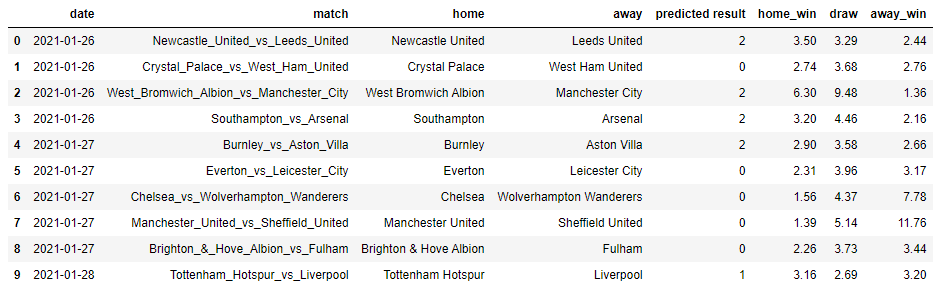 date match home away predicted result home_win draw away_win
0 2021-01-26 Newcastle_United_vs_Leeds_United Newcastle United Leeds United 2 3.50 3.29 2.44
1 2021-01-26 Crystal_Palace_vs_West_Ham_United Crystal Palace West Ham United 0 2.74 3.68 2.76
2 2021-01-26 West_Bromwich_Albion_vs_Manchester_City West Bromwich Albion Manchester City 2 6.30 9.48 1.36
3 2021-01-26 Southampton_vs_Arsenal Southampton Arsenal 2 3.20 4.46 2.16
4 2021-01-27 Burnley_vs_Aston_Villa Burnley Aston Villa 2 2.90 3.58 2.66
5 2021-01-27 Everton_vs_Leicester_City Everton Leicester City 0 2.31 3.96 3.17
6 2021-01-27 Chelsea_vs_Wolverhampton_Wanderers Chelsea Wolverhampton Wanderers 0 1.56 4.37 7.78
7 2021-01-27 Manchester_United_vs_Sheffield_United Manchester United Sheffield United 0 1.39 5.14 11.76
8 2021-01-27 Brighton_&_Hove_Albion_vs_Fulham Brighton & Hove Albion Fulham 0 2.26 3.73 3.44
9 2021-01-28 Tottenham_Hotspur_vs_Liverpool Tottenham Hotspur Liverpool 1 3.16 2.69 3.20